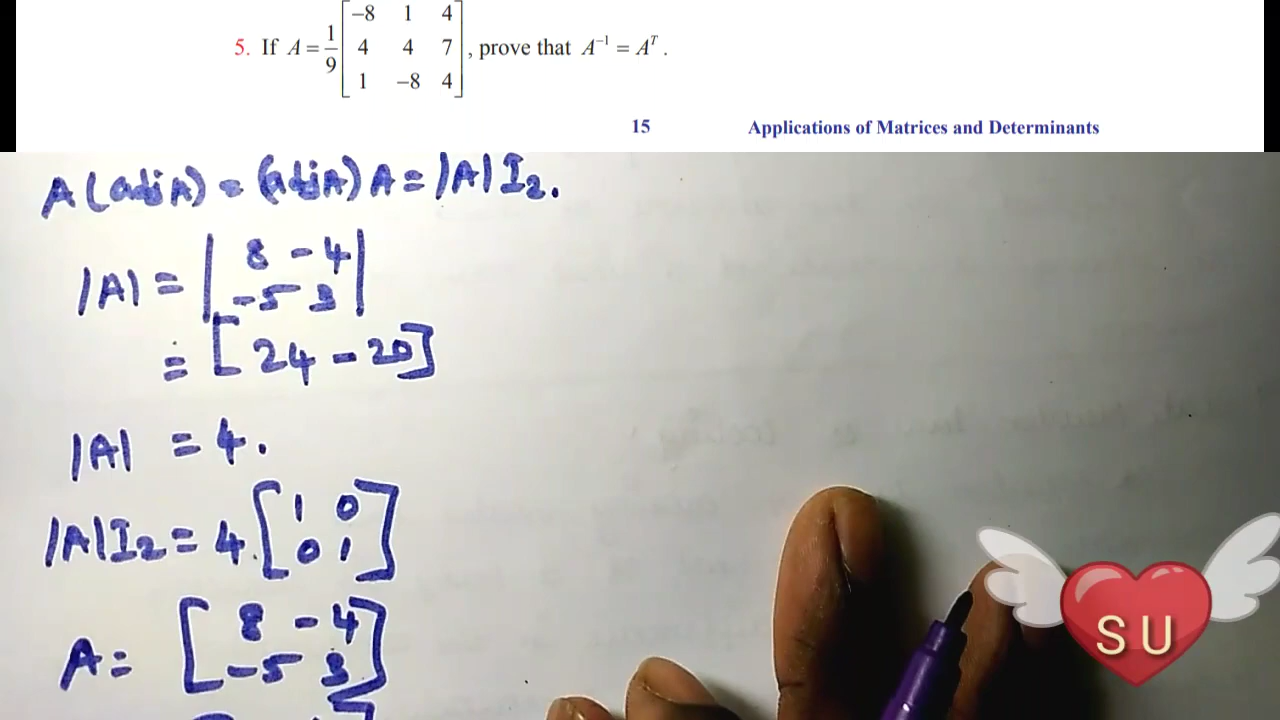 5. If A = 1/9 [ −8 1 4
4 4 7
1 −8 4 ] , prove that A⁻¹ = Aᵀ .
15 Applications of Matrices and Determinants
A (adj A) = (adj A) A = |A| I₂.
|A| = | 8 −4
−5 3 |
= [ 24 − 20 ]
|A| = 4.
|A| I₂ = 4. [ 1 0
0 1 ]
A = [ 8 −4
−5 3 ]
S U